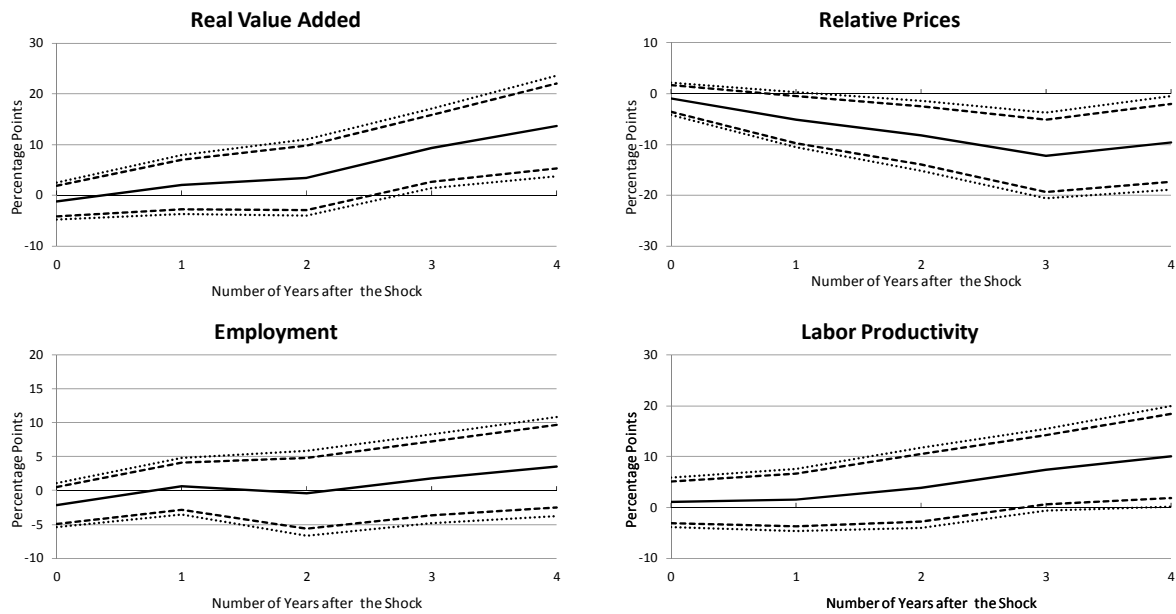 Real Value Added
Percentage Points
30
20
10
0
-10
0 1 2 3 4
Number of Years after the Shock
Relative Prices
Percentage Points
10
0
-10
-20
-30
0 1 2 3 4
Number of Years after the Shock
Employment
Percentage Points
20
15
10
5
0
-5
-10
0 1 2 3 4
Number of Years after the Shock
Labor Productivity
Percentage Points
30
20
10
0
-10
0 1 2 3 4
Number of Years after the Shock